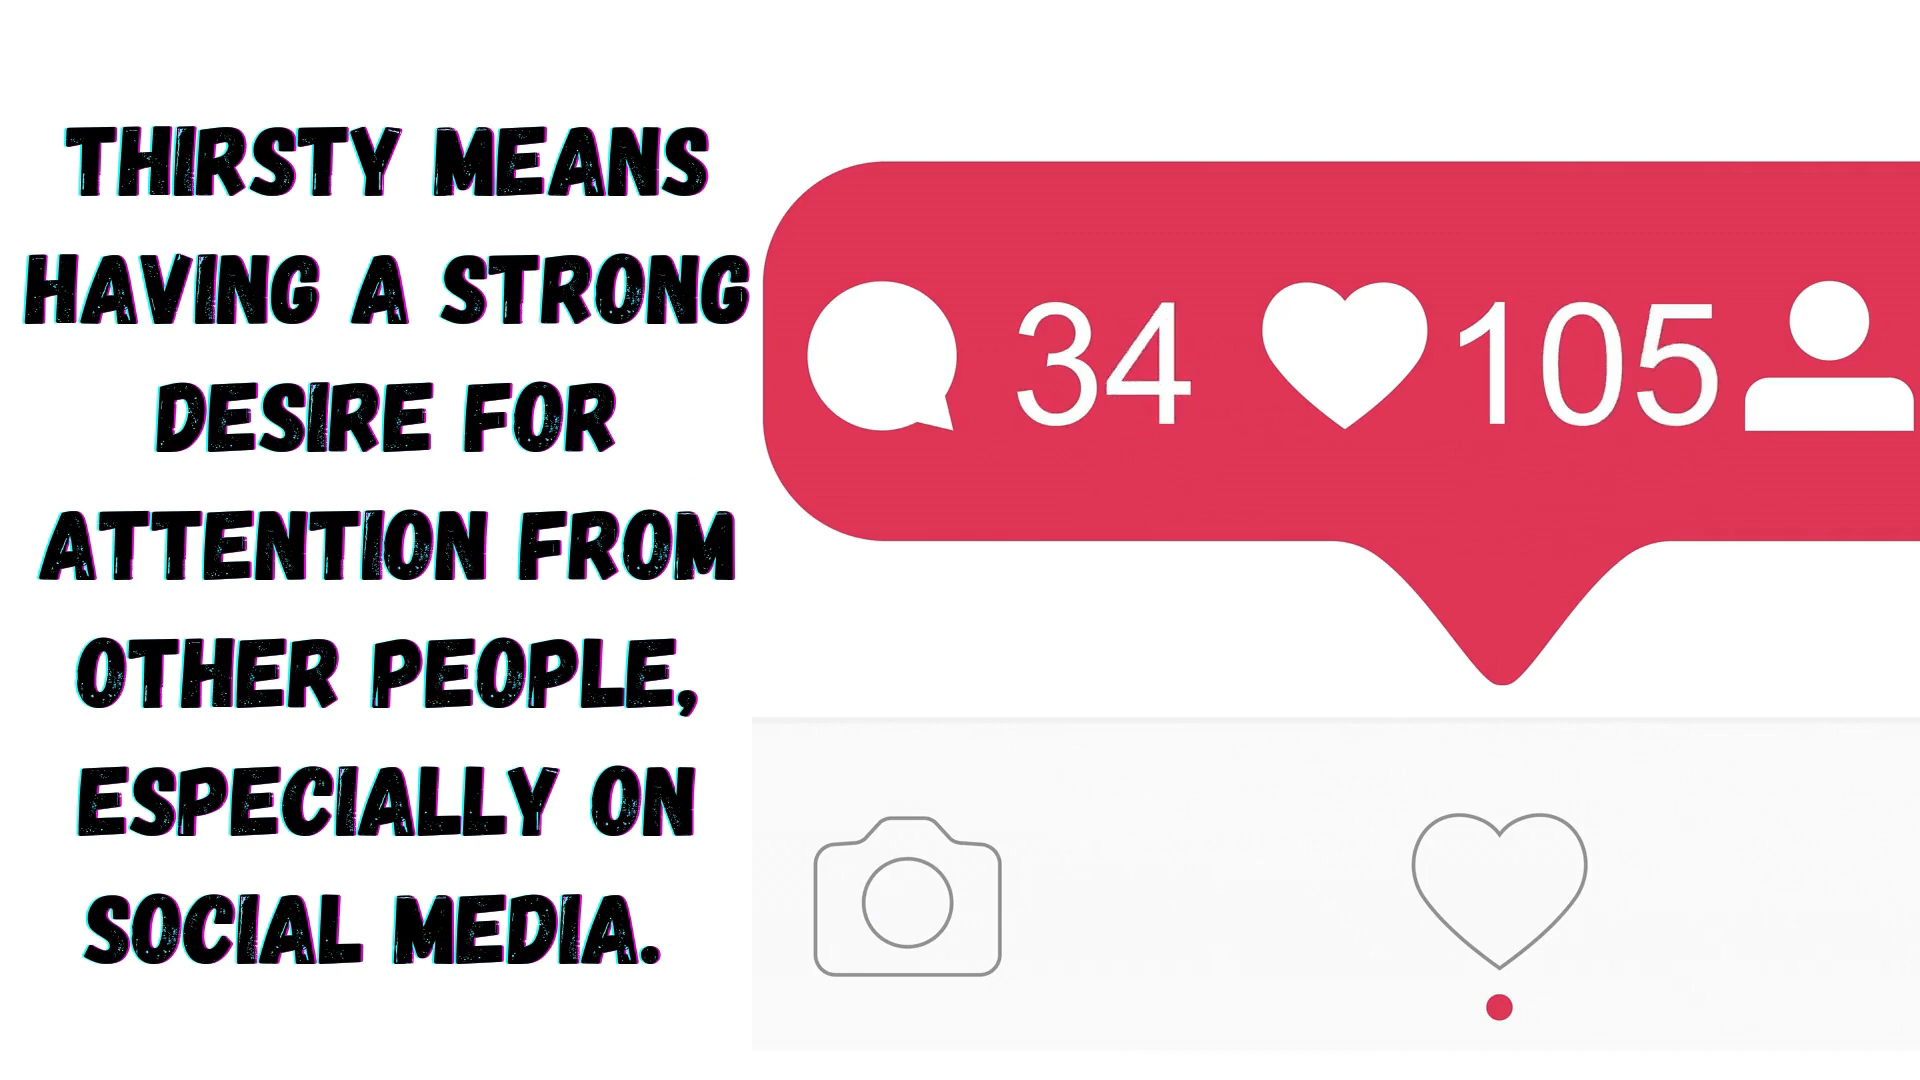 THIRSTY MEANS
HAVING A STRONG
DESIRE FOR
ATTENTION FROM
OTHER PEOPLE,
ESPECIALLY ON
SOCIAL MEDIA.
34 105